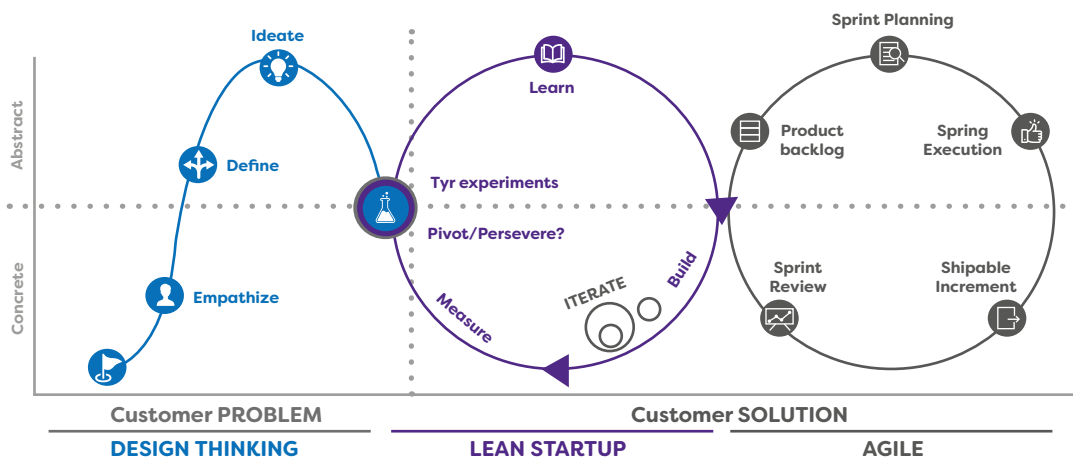 Sprint Planning
Ideate
Learn
Abstract
Product
backlog
Spring
Execution
Define
Tyr experiments
Pivot/Persevere?
Concrete
Empathize
Measure
ITERATE
Build
Sprint
Review
Shipable
Increment
Customer PROBLEM
Customer SOLUTION
DESIGN THINKING
LEAN STARTUP
AGILE